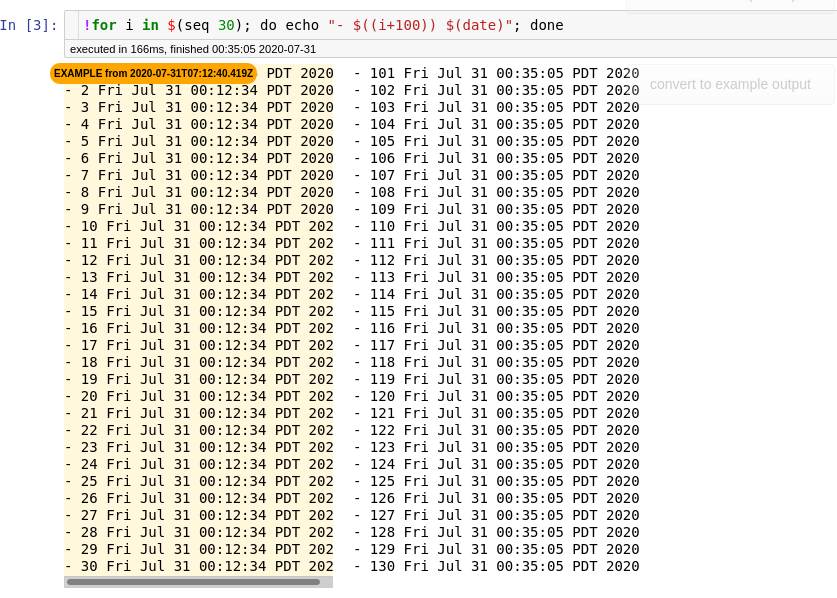 In [3]: !for i in $(seq 30); do echo "- $((i+100)) $(date)"; done
executed in 166ms, finished 00:35:05 2020-07-31
EXAMPLE from 2020-07-31T07:12:40.419Z PDT 2020
- 2 Fri Jul 31 00:12:34 PDT 2020
- 3 Fri Jul 31 00:12:34 PDT 2020
- 4 Fri Jul 31 00:12:34 PDT 2020
- 5 Fri Jul 31 00:12:34 PDT 2020
- 6 Fri Jul 31 00:12:34 PDT 2020
- 7 Fri Jul 31 00:12:34 PDT 2020
- 8 Fri Jul 31 00:12:34 PDT 2020
- 9 Fri Jul 31 00:12:34 PDT 2020
- 10 Fri Jul 31 00:12:34 PDT 202
- 11 Fri Jul 31 00:12:34 PDT 202
- 12 Fri Jul 31 00:12:34 PDT 202
- 13 Fri Jul 31 00:12:34 PDT 202
- 14 Fri Jul 31 00:12:34 PDT 202
- 15 Fri Jul 31 00:12:34 PDT 202
- 16 Fri Jul 31 00:12:34 PDT 202
- 17 Fri Jul 31 00:12:34 PDT 202
- 18 Fri Jul 31 00:12:34 PDT 202
- 19 Fri Jul 31 00:12:34 PDT 202
- 20 Fri Jul 31 00:12:34 PDT 202
- 21 Fri Jul 31 00:12:34 PDT 202
- 22 Fri Jul 31 00:12:34 PDT 202
- 23 Fri Jul 31 00:12:34 PDT 202
- 24 Fri Jul 31 00:12:34 PDT 202
- 25 Fri Jul 31 00:12:34 PDT 202
- 26 Fri Jul 31 00:12:34 PDT 202
- 27 Fri Jul 31 00:12:34 PDT 202
- 28 Fri Jul 31 00:12:34 PDT 202
- 29 Fri Jul 31 00:12:34 PDT 202
- 30 Fri Jul 31 00:12:34 PDT 202
- 101 Fri Jul 31 00:35:05 PDT 2020
- 102 Fri Jul 31 00:35:05 PDT 2020
- 103 Fri Jul 31 00:35:05 PDT 2020
- 104 Fri Jul 31 00:35:05 PDT 2020
- 105 Fri Jul 31 00:35:05 PDT 2020
- 106 Fri Jul 31 00:35:05 PDT 2020
- 107 Fri Jul 31 00:35:05 PDT 2020
- 108 Fri Jul 31 00:35:05 PDT 2020
- 109 Fri Jul 31 00:35:05 PDT 2020
- 110 Fri Jul 31 00:35:05 PDT 2020
- 111 Fri Jul 31 00:35:05 PDT 2020
- 112 Fri Jul 31 00:35:05 PDT 2020
- 113 Fri Jul 31 00:35:05 PDT 2020
- 114 Fri Jul 31 00:35:05 PDT 2020
- 115 Fri Jul 31 00:35:05 PDT 2020
- 116 Fri Jul 31 00:35:05 PDT 2020
- 117 Fri Jul 31 00:35:05 PDT 2020
- 118 Fri Jul 31 00:35:05 PDT 2020
- 119 Fri Jul 31 00:35:05 PDT 2020
- 120 Fri Jul 31 00:35:05 PDT 2020
- 121 Fri Jul 31 00:35:05 PDT 2020
- 122 Fri Jul 31 00:35:05 PDT 2020
- 123 Fri Jul 31 00:35:05 PDT 2020
- 124 Fri Jul 31 00:35:05 PDT 2020
- 125 Fri Jul 31 00:35:05 PDT 2020
- 126 Fri Jul 31 00:35:05 PDT 2020
- 127 Fri Jul 31 00:35:05 PDT 2020
- 128 Fri Jul 31 00:35:05 PDT 2020
- 129 Fri Jul 31 00:35:05 PDT 2020
- 130 Fri Jul 31 00:35:05 PDT 2020
convert to example output